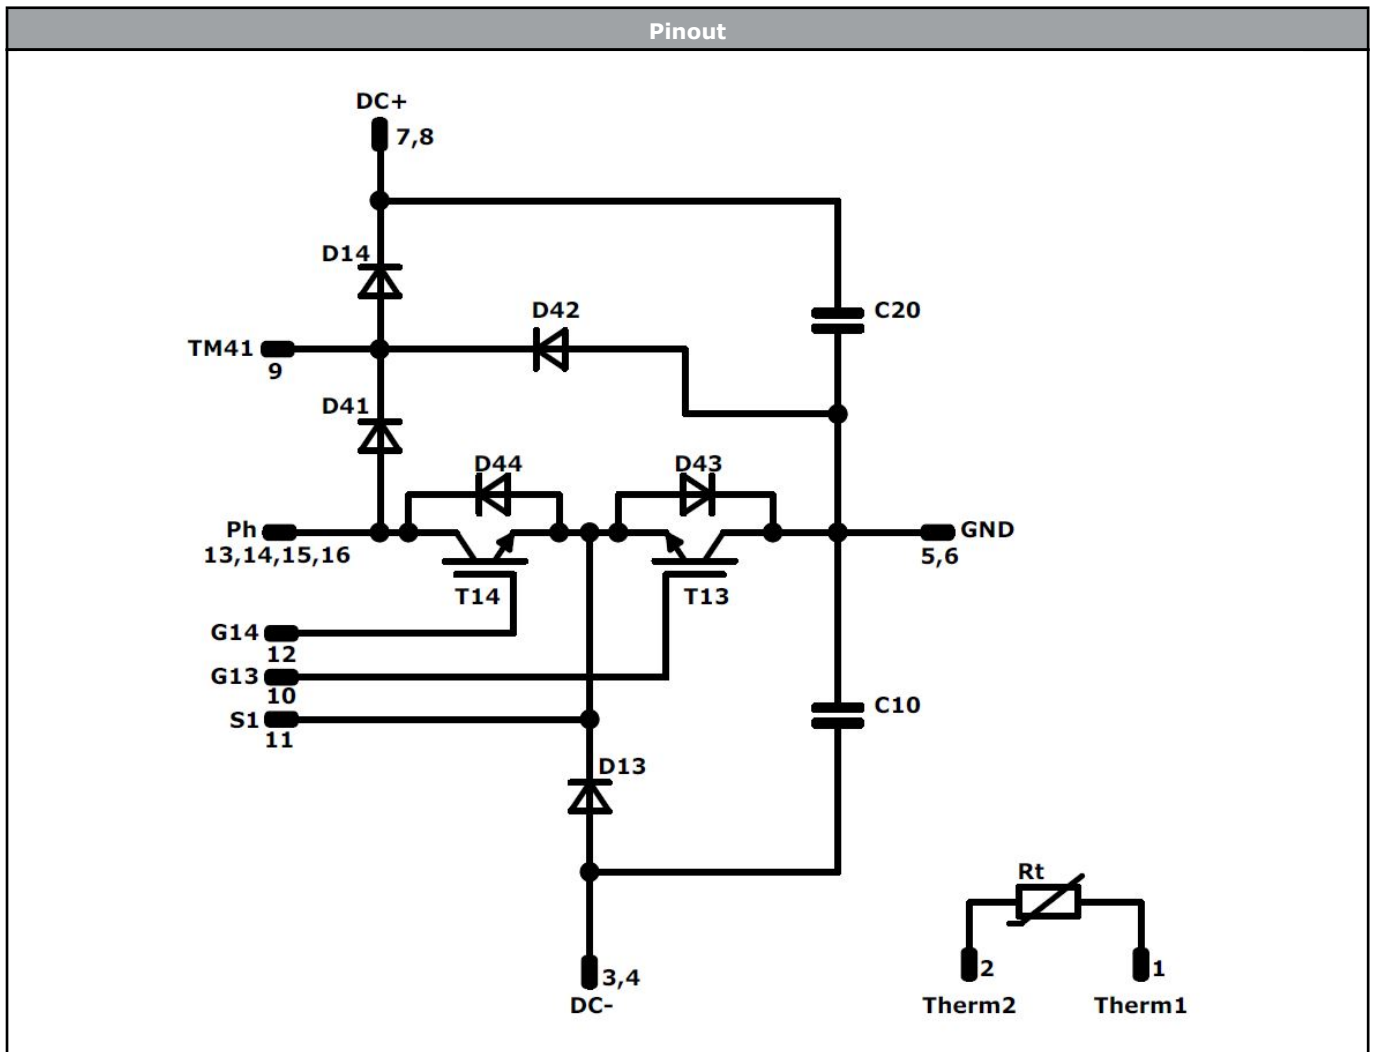 Pinout
DC+
7,8
D14
D42
C20
TM41
9
D41
D44
D43
Ph
13,14,15,16
GND
5,6
T14
T13
G14
12
G13
10
S1
11
C10
D13
Rt
3,4
DC-
2
1
Therm2
Therm1